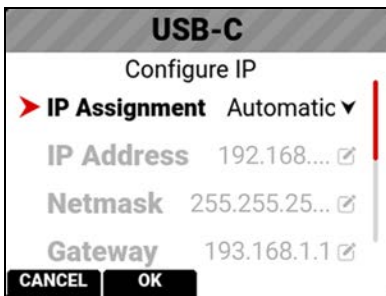 USB-C
Configure IP
IP Assignment Automatic
IP Address 192.168....
Netmask 255.255.25...
Gateway 193.168.1.1
CANCEL OK